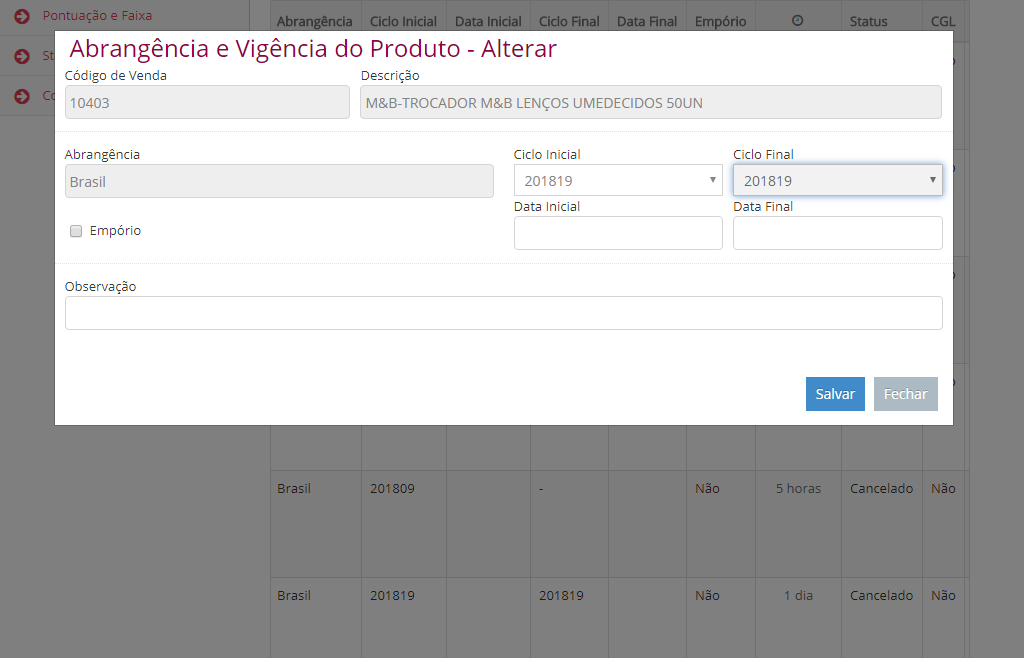 Pontuação e Faixa
St
Co
Abrangência Ciclo Inicial Data Inicial Ciclo Final Data Final Empório Status CGL
Abrangência e Vigência do Produto - Alterar
Código de Venda Descrição
10403 M&B-TROCADOR M&B LENÇOS UMEDECIDOS 50UN
Abrangência Ciclo Inicial Ciclo Final
Brasil 201819 201819
Data Inicial Data Final
Empório
Observação
Salvar Fechar
Brasil 201809 - Não 5 horas Cancelado Não
Brasil 201819 201819 Não 1 dia Cancelado Não